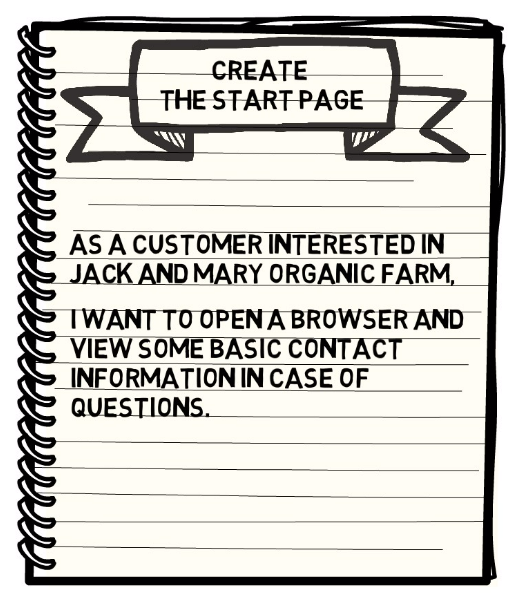 CREATE
THE START PAGE
AS A CUSTOMER INTERESTED IN
JACK AND MARY ORGANIC FARM,
I WANT TO OPEN A BROWSER AND
VIEW SOME BASIC CONTACT
INFORMATION IN CASE OF
QUESTIONS.